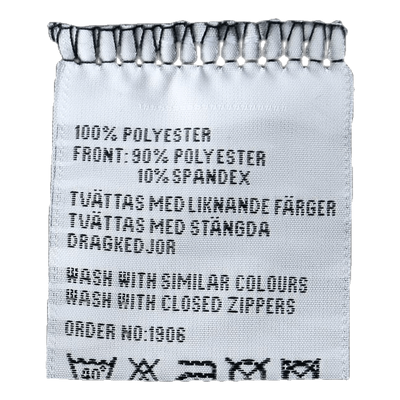 100% POLYESTER
FRONT: 90% POLYESTER
10% SPANDEX
TVÄTTAS MED LIKNANDE FÄRGER
TVÄTTAS MED STÄNGDA
DRAGKEDJOR
WASH WITH SIMILAR COLOURS
WASH WITH CLOSED ZIPPERS
ORDER NO:1906
40°